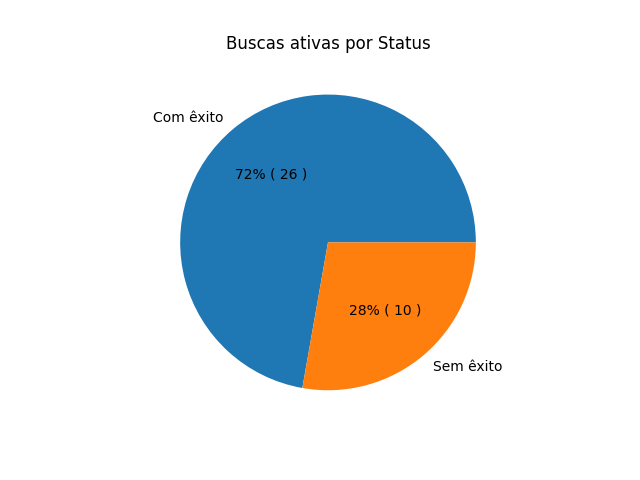 Buscas ativas por Status
Com êxito
72% ( 26 )
28% ( 10 )
Sem êxito